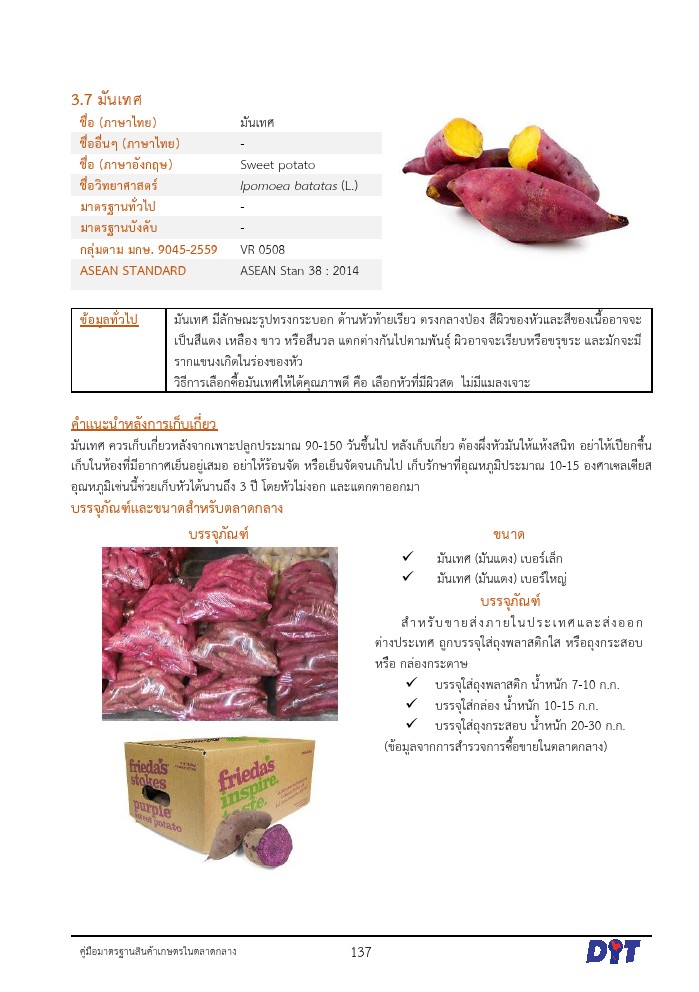 3.7 มันเทศ
ชื่อ (ภาษาไทย) มันเทศ
ชื่ออื่นๆ (ภาษาไทย) -
ชื่อ (ภาษาอังกฤษ) Sweet potato
ชื่อวิทยาศาสตร์ Ipomoea batatas (L.)
มาตรฐานทั่วไป -
มาตรฐานบังคับ -
กลุ่มตาม มกษ. 9045-2559 VR 0508
ASEAN STANDARD ASEAN Stan 38 : 2014
ข้อมูลทั่วไป มันเทศ มีลักษณะรูปทรงกระบอก ด้านหัวท้ายเรียว ตรงกลางป่อง สีผิวของหัวและสีของเนื้ออาจจะ
เป็นสีแดง เหลือง ขาว หรือสีนวล แตกต่างกันไปตามพันธุ์ ผิวอาจจะเรียบหรือขรุขระ และมักจะมี
รากแขนงเกิดในร่องของหัว
วิธีการเลือกซื้อมันเทศให้ได้คุณภาพดี คือ เลือกหัวที่มีผิวสด ไม่มีแมลงเจาะ
คำแนะนำหลังการเก็บเกี่ยว
มันเทศ ควรเก็บเกี่ยวหลังจากเพาะปลูกประมาณ 90-150 วันขึ้นไป หลังเก็บเกี่ยว ต้องผึ่งหัวมันให้แห้งสนิท อย่าให้เปียกชื้น
เก็บในห้องที่มีอากาศเย็นอยู่เสมอ อย่าให้ร้อนจัด หรือเย็นจัดจนเกินไป เก็บรักษาที่อุณหภูมิประมาณ 10-15 องศาเซลเซียส
อุณหภูมิเช่นนี้ช่วยเก็บหัวได้นานถึง 3 ปี โดยหัวไม่งอก และแตกตาออกมา
บรรจุภัณฑ์และขนาดสำหรับตลาดกลาง
บรรจุภัณฑ์
frieda's
stokes
purple
sweet potato
frieda's
inspire.
taste.
ขนาด
✓ มันเทศ (มันแดง) เบอร์เล็ก
✓ มันเทศ (มันแดง) เบอร์ใหญ่
บรรจุภัณฑ์
สำหรับขายส่งภายในประเทศและส่งออก
ต่างประเทศ ถูกบรรจุใส่ถุงพลาสติกใส หรือถุงกระสอบ
หรือ กล่องกระดาษ
✓ บรรจุใส่ถุงพลาสติก น้ำหนัก 7-10 ก.ก.
✓ บรรจุใส่กล่อง น้ำหนัก 10-15 ก.ก.
✓ บรรจุใส่ถุงกระสอบ น้ำหนัก 20-30 ก.ก.
(ข้อมูลจากการสำรวจการซื้อขายในตลาดกลาง)
คู่มือมาตรฐานสินค้าเกษตรในตลาดกลาง 137 DIT